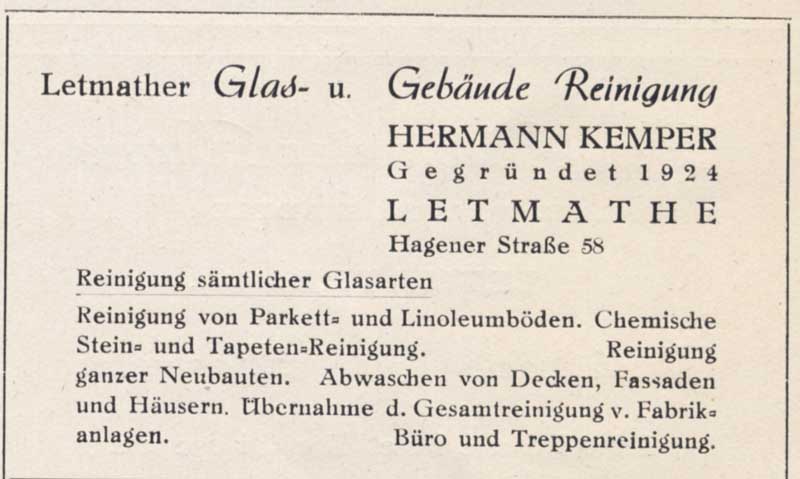 Letmather Glas- u. Gebäude Reinigung
HERMANN KEMPER
Gegründet 1924
LETMATHE
Hagener Straße 58
Reinigung sämtlicher Glasarten
Reinigung von Parkett= und Linoleumböden. Chemische
Stein= und Tapeten=Reinigung. Reinigung
ganzer Neubauten. Abwaschen von Decken, Fassaden
und Häusern. Übernahme d. Gesamtreinigung v. Fabrik=
anlagen. Büro und Treppenreinigung.